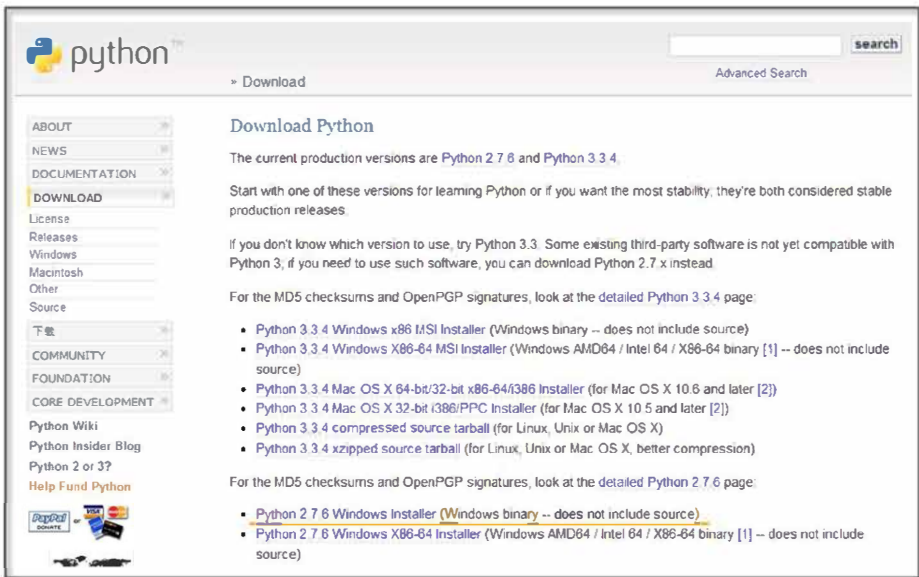 python™
search
Advanced Search
» Download
ABOUT
NEWS
DOCUMENTATION
DOWNLOAD
License
Releases
Windows
Macintosh
Other
Source
下載
COMMUNITY
FOUNDATION
CORE DEVELOPMENT
Python Wiki
Python Insider Blog
Python 2 or 3?
Help Fund Python
PayPal
DONATE
or
VISA
Download Python
The current production versions are Python 2.7.6 and Python 3.3.4.
Start with one of these versions for learning Python or if you want the most stability; they're both considered stable
production releases.
If you don't know which version to use, try Python 3.3. Some existing third-party software is not yet compatible with
Python 3; if you need to use such software, you can download Python 2.7.x instead.
For the MD5 checksums and OpenPGP signatures, look at the detailed Python 3.3.4 page:
• Python 3.3.4 Windows x86 MSI Installer (Windows binary -- does not include source)
• Python 3.3.4 Windows X86-64 MSI Installer (Windows AMD64 / Intel 64 / X86-64 binary [1] -- does not include
source)
• Python 3.3.4 Mac OS X 64-bit/32-bit x86-64/i386 Installer (for Mac OS X 10.6 and later [2])
• Python 3.3.4 Mac OS X 32-bit i386/PPC Installer (for Mac OS X 10.5 and later [2])
• Python 3.3.4 compressed source tarball (for Linux, Unix or Mac OS X)
• Python 3.3.4 xzipped source tarball (for Linux, Unix or Mac OS X, better compression)
For the MD5 checksums and OpenPGP signatures, look at the detailed Python 2.7.6 page:
• Python 2.7.6 Windows Installer (Windows binary -- does not include source)
• Python 2.7.6 Windows X86-64 Installer (Windows AMD64 / Intel 64 / X86-64 binary [1] -- does not include
source)